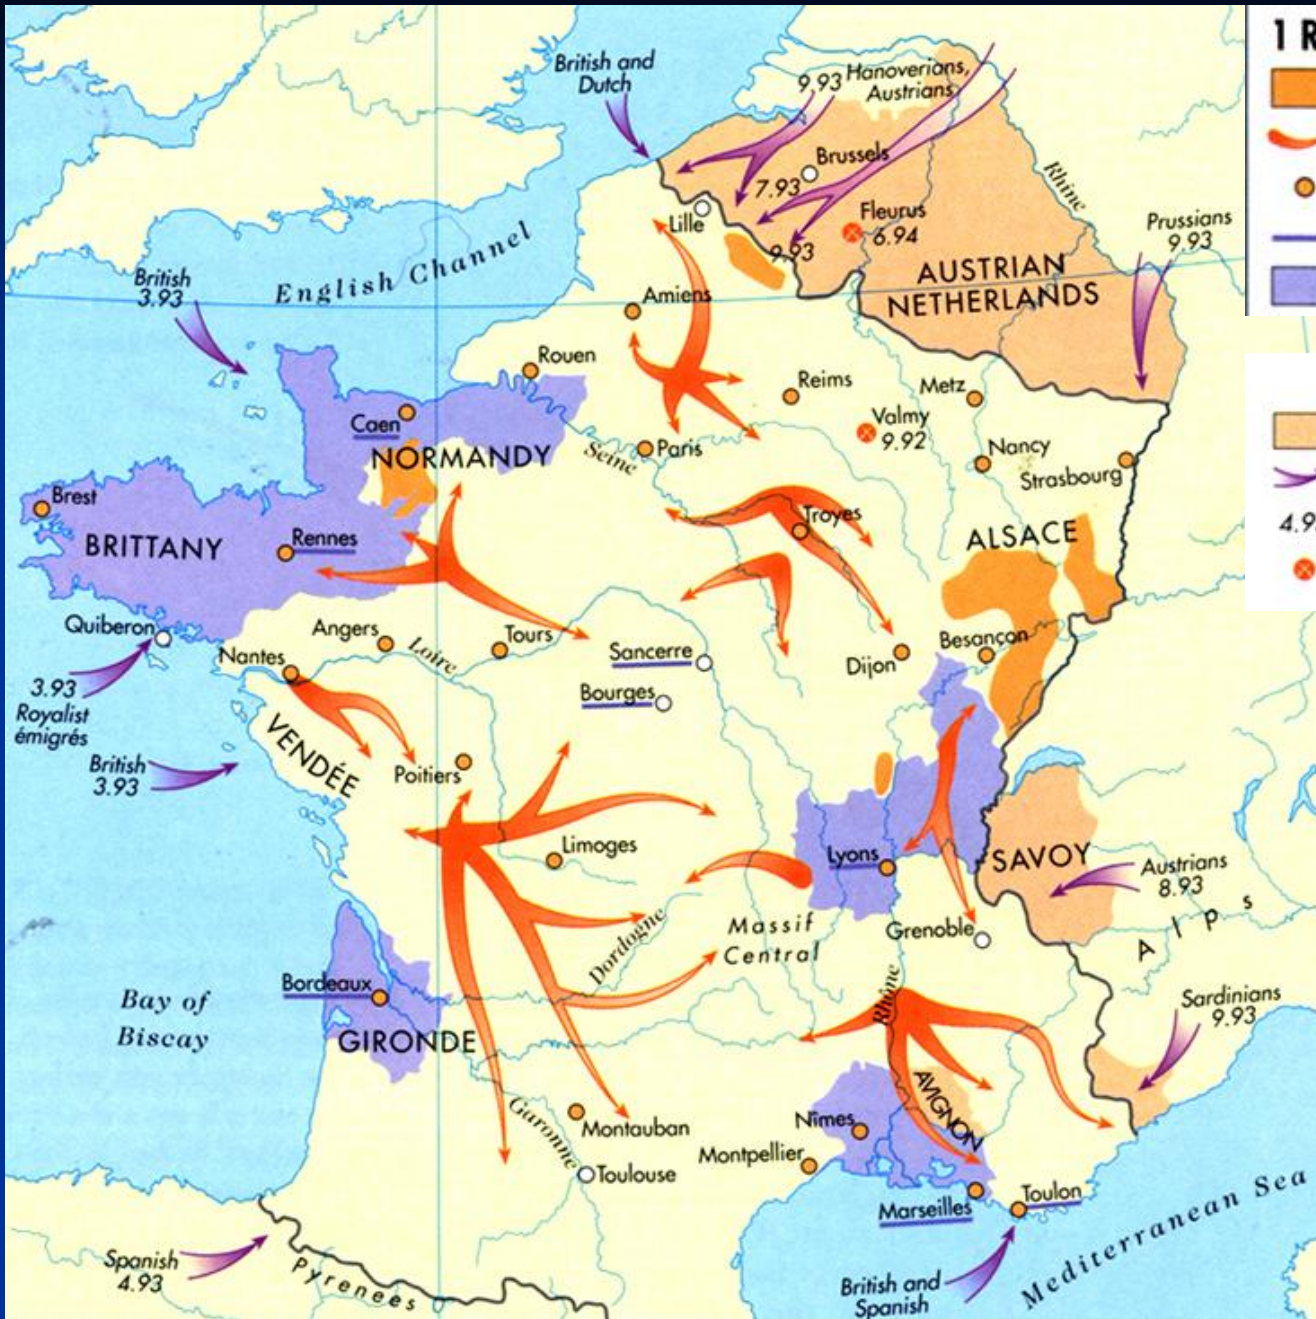 1 R
British and
Dutch
9.93
Hanoverians,
Austrians
Brussels
7.93
Rhine
Lille
Fleurus
6.94
Prussians
9.93
9.93
AUSTRIAN
NETHERLANDS
British
3.93
English Channel
Amiens
4.9
Rouen
Reims
Metz
Caen
Valmy
9.92
NORMANDY
Seine
Paris
Nancy
Strasbourg
Brest
Troyes
BRITTANY
Rennes
ALSACE
Quiberon
Angers
Loire
Tours
Sancerre
Besançon
Nantes
Dijon
3.93
Royalist
émigrés
Bourges
VENDÉE
British
3.93
Poitiers
Limoges
Lyons
SAVOY
Austrians
8.93
Massif
Central
Dordogne
Grenoble
Alps
Bordeaux
Rhône
Bay of
Biscay
GIRONDE
Sardinians
9.93
AVIGNON
Garonne
Montauban
Nîmes
Montpellier
Toulouse
Marseilles
Toulon
Mediterranean Sea
Spanish
4.93
Pyrenees
British and
Spanish